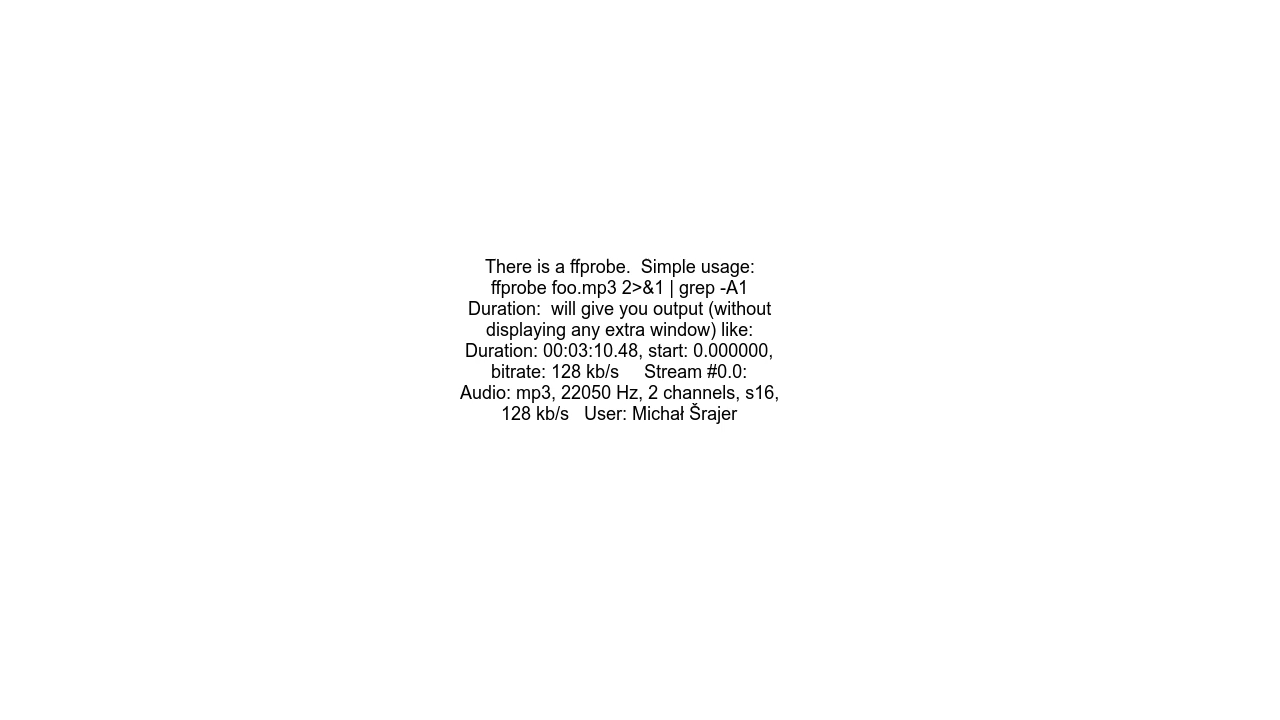 There is a ffprobe.  Simple usage:
ffprobe foo.mp3 2>&1 | grep -A1
Duration:  will give you output (without
displaying any extra window) like:
Duration: 00:03:10.48, start: 0.000000,
bitrate: 128 kb/s     Stream #0.0:
Audio: mp3, 22050 Hz, 2 channels, s16,
128 kb/s   User: Michał Šrajer